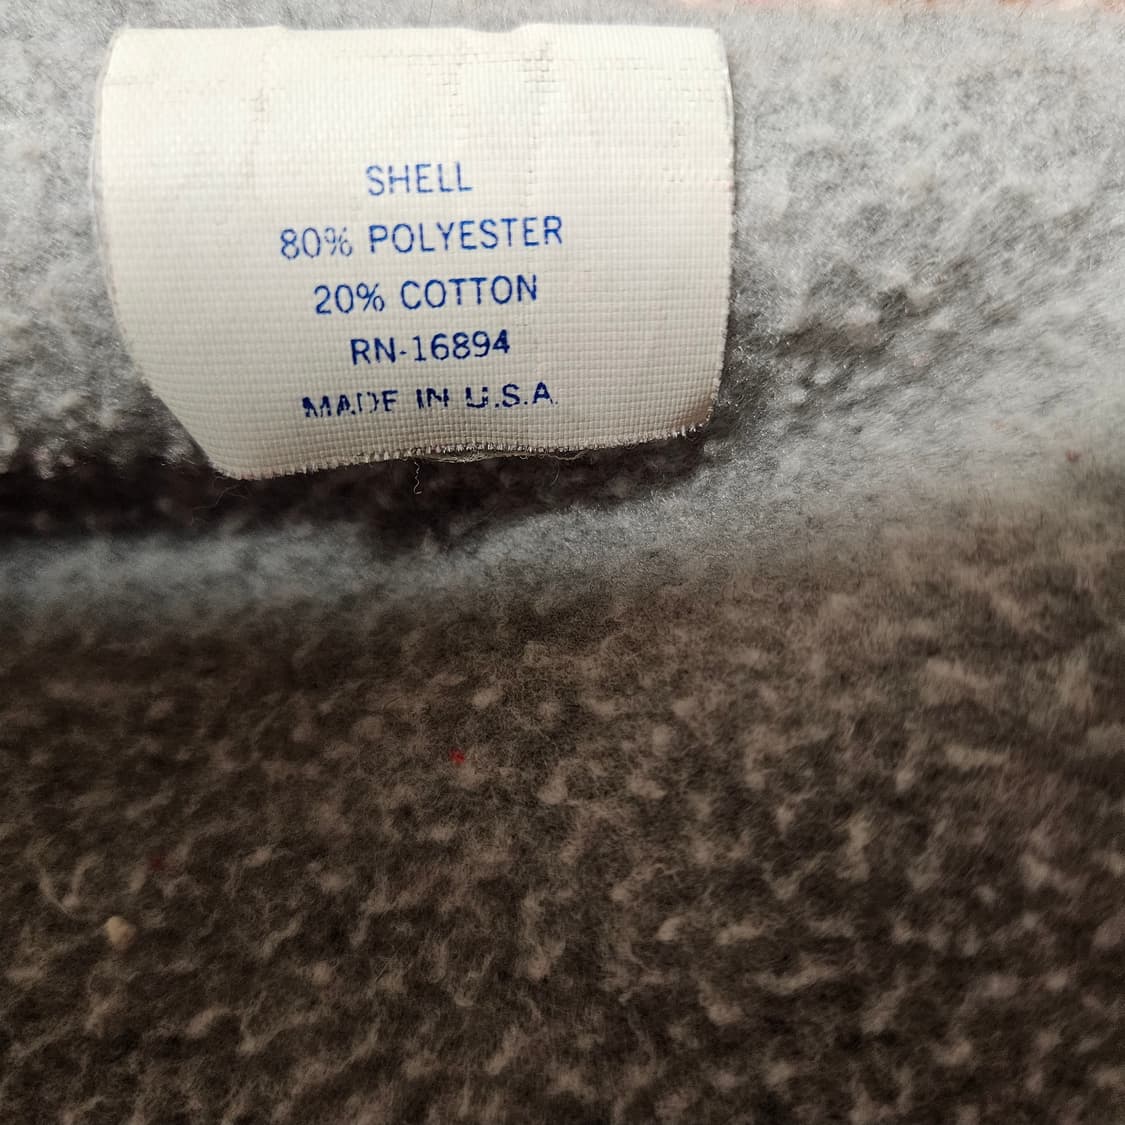 SHELL
80% POLYESTER
20% COTTON
RN-16894
MADE IN U.S.A.